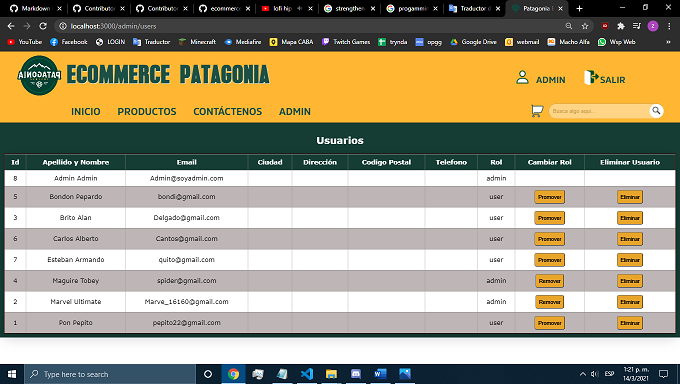 Markdown
Contributor
Contributor
ecommerce
lofi hip
strengthen
progammin
Traductor d
Patagonia
localhost:3000/admin/users
YouTube Facebook LOGIN Traductor Minecraft Mediafire Mapa CABA Twitch Games trynda opgg Google Drive webmail Macho Alfa Wsp Web
PATAGONIA
ECOMMERCE PATAGONIA
ADMIN SALIR
INICIO PRODUCTOS CONTÁCTENOS ADMIN
Busca algo aquí...
Usuarios
Id Apellido y Nombre Email Ciudad Dirección Codigo Postal Telefono Rol Cambiar Rol Eliminar Usuario
8 Admin Admin Admin@soyadmin.com admin
5 Bondon Pepardo bondi@gmail.com user Promover Eliminar
3 Brito Alan Delgado@gmail.com user Promover Eliminar
6 Carlos Alberto Cantos@gmail.com user Promover Eliminar
7 Esteban Armando quito@gmail.com user Promover Eliminar
4 Maguire Tobey spider@gmail.com admin Remover Eliminar
2 Marvel Ultimate Marve_16160@gmail.com admin Remover Eliminar
1 Pon Pepito pepito22@gmail.com user Promover Eliminar
Type here to search
ESP
1:21 p. m.
14/3/2021